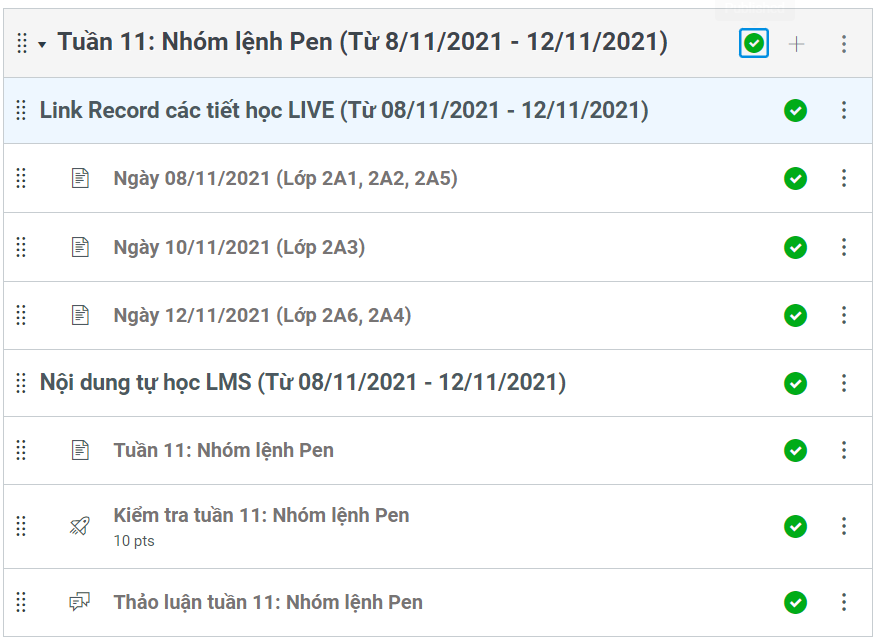 Tuần 11: Nhóm lệnh Pen (Từ 8/11/2021 - 12/11/2021)
Link Record các tiết học LIVE (Từ 08/11/2021 - 12/11/2021)
Ngày 08/11/2021 (Lớp 2A1, 2A2, 2A5)
Ngày 10/11/2021 (Lớp 2A3)
Ngày 12/11/2021 (Lớp 2A6, 2A4)
Nội dung tự học LMS (Từ 08/11/2021 - 12/11/2021)
Tuần 11: Nhóm lệnh Pen
Kiểm tra tuần 11: Nhóm lệnh Pen
10 pts
Thảo luận tuần 11: Nhóm lệnh Pen